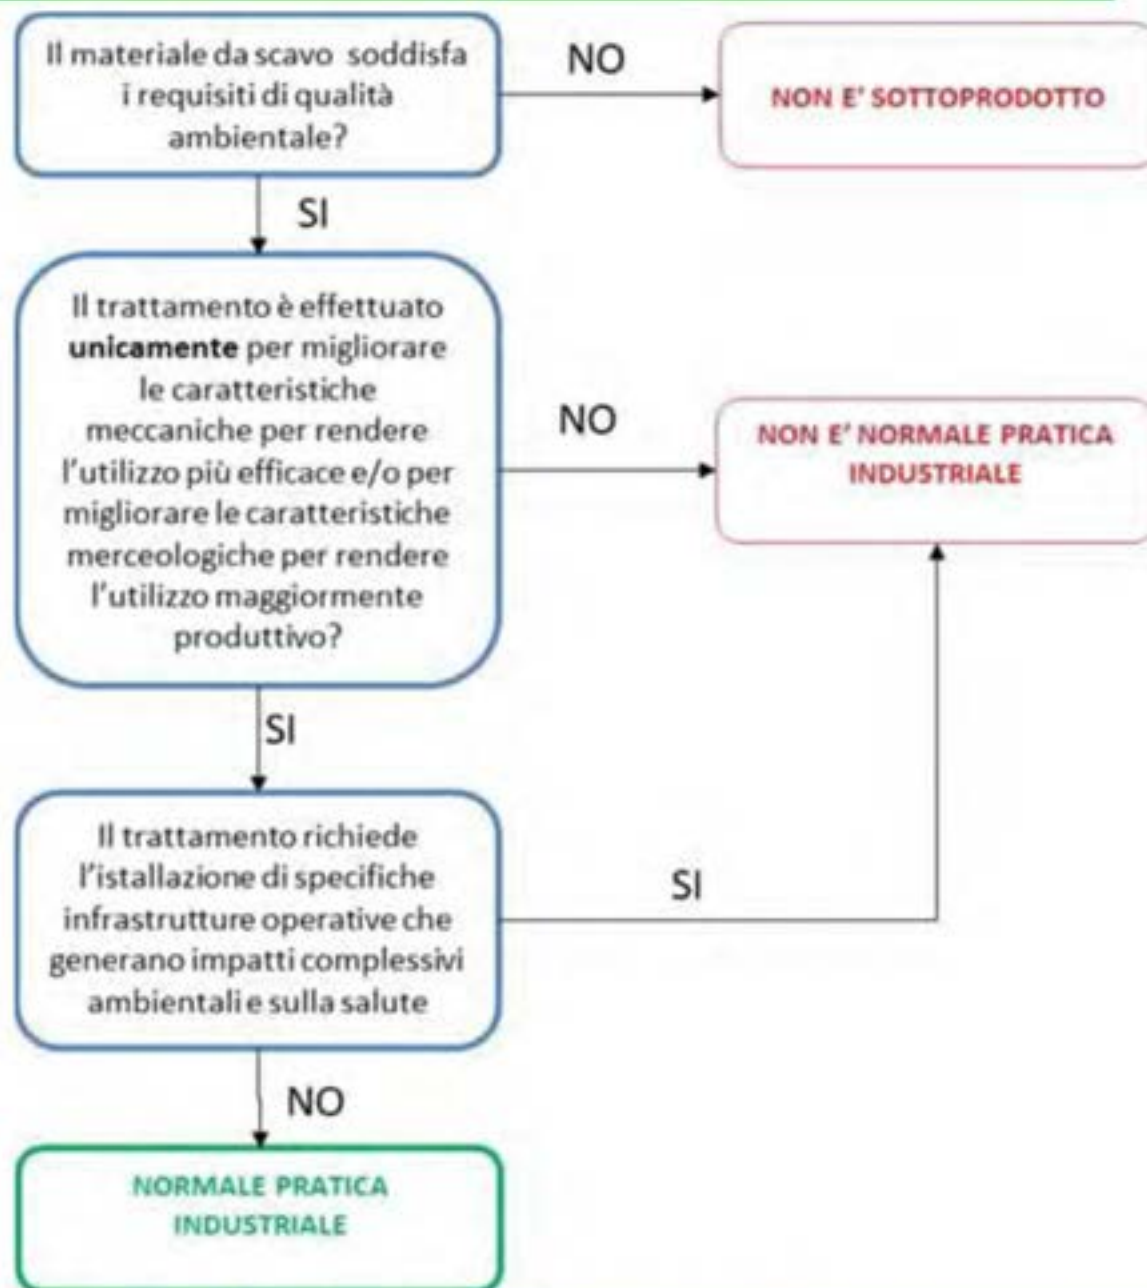 Il materiale da scavo soddisfa
i requisiti di qualità
ambientale?
NO
NON E' SOTTOPRODOTTO
SI
Il trattamento è effettuato
unicamente per migliorare
le caratteristiche
meccaniche per rendere
l'utilizzo più efficace e/o per
migliorare le caratteristiche
merceologiche per rendere
l'utilizzo maggiormente
produttivo?
NO
NON E' NORMALE PRATICA
INDUSTRIALE
SI
Il trattamento richiede
l'istallazione di specifiche
infrastrutture operative che
generano impatti complessivi
ambientali e sulla salute
SI
NO
NORMALE PRATICA
INDUSTRIALE